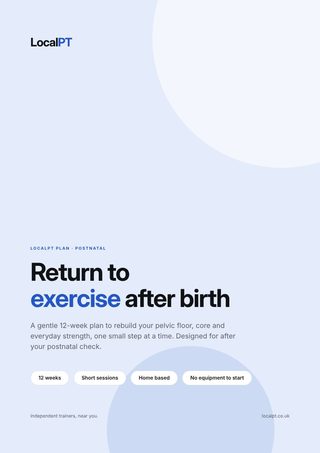 LocalPT
LOCALPT PLAN · POSTNATAL
Return to
exercise after birth
A gentle 12-week plan to rebuild your pelvic floor, core and
everyday strength, one small step at a time. Designed for after
your postnatal check.
12 weeks
Short sessions
Home based
No equipment to start
Independent trainers, near you
localpt.co.uk